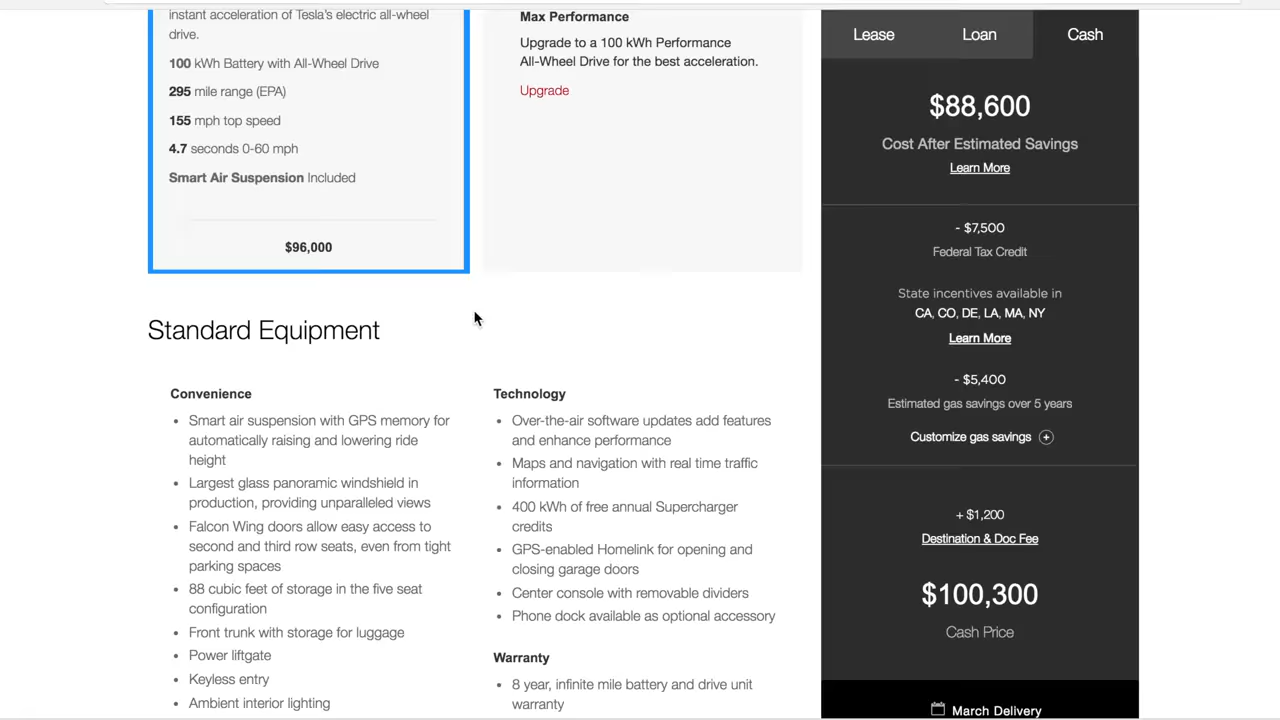 instant acceleration of Tesla's electric all-wheel
drive.
100 kWh Battery with All-Wheel Drive
295 mile range (EPA)
155 mph top speed
4.7 seconds 0-60 mph
Smart Air Suspension Included
$96,000
Max Performance
Upgrade to a 100 kWh Performance
All-Wheel Drive for the best acceleration.
Upgrade
Standard Equipment
Convenience
• Smart air suspension with GPS memory for
automatically raising and lowering ride
height
• Largest glass panoramic windshield in
production, providing unparalleled views
• Falcon Wing doors allow easy access to
second and third row seats, even from tight
parking spaces
• 88 cubic feet of storage in the five seat
configuration
• Front trunk with storage for luggage
• Power liftgate
• Keyless entry
• Ambient interior lighting
Technology
• Over-the-air software updates add features
and enhance performance
• Maps and navigation with real time traffic
information
• 400 kWh of free annual Supercharger
credits
• GPS-enabled Homelink for opening and
closing garage doors
• Center console with removable dividers
• Phone dock available as optional accessory
Warranty
• 8 year, infinite mile battery and drive unit
warranty
Lease Loan Cash
$88,600
Cost After Estimated Savings
Learn More
- $7,500
Federal Tax Credit
State incentives available in
CA, CO, DE, LA, MA, NY
Learn More
- $5,400
Estimated gas savings over 5 years
Customize gas savings +
+ $1,200
Destination & Doc Fee
$100,300
Cash Price
March Delivery